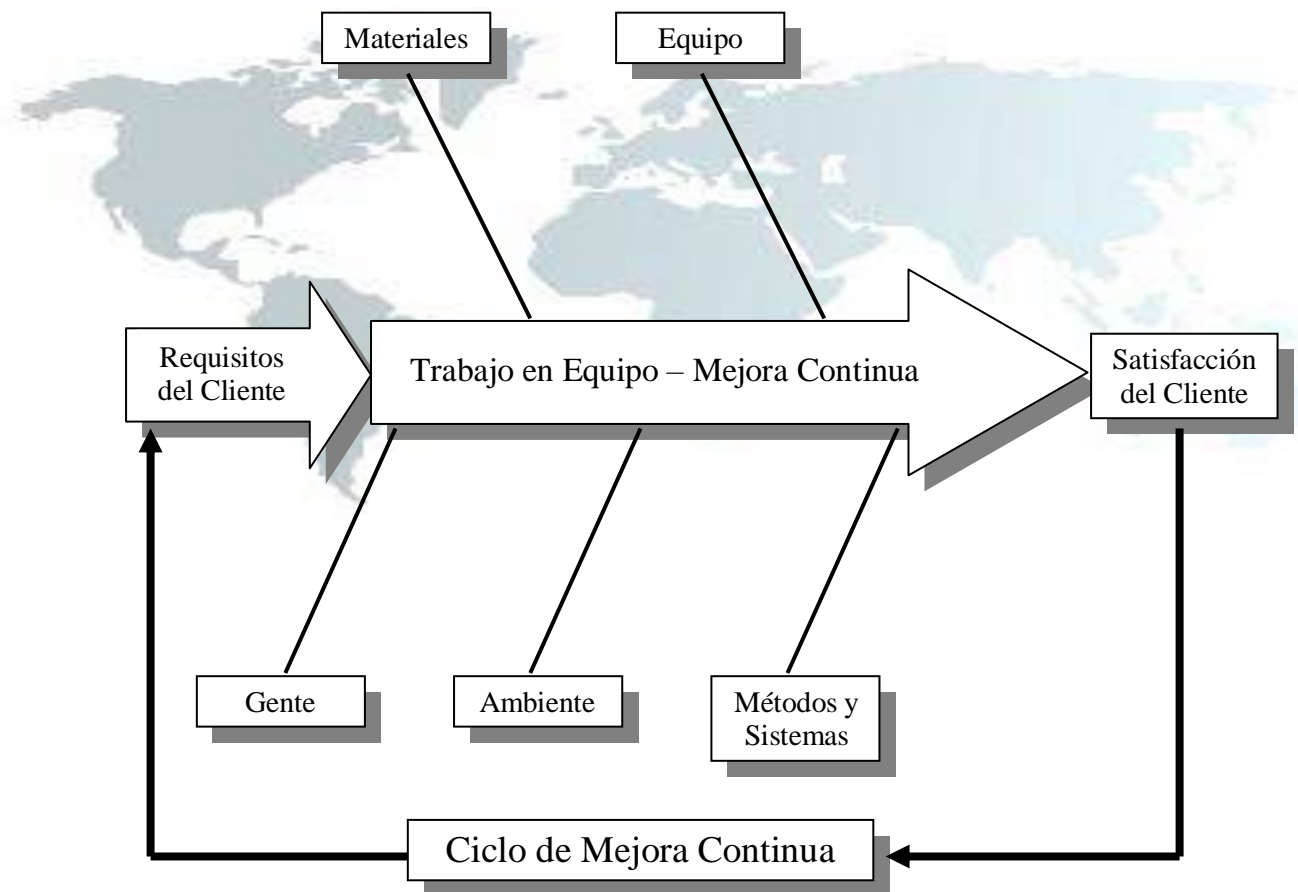 Materiales
Equipo
Requisitos
del Cliente
Trabajo en Equipo – Mejora Continua
Satisfacción
del Cliente
Gente
Ambiente
Métodos y
Sistemas
Ciclo de Mejora Continua